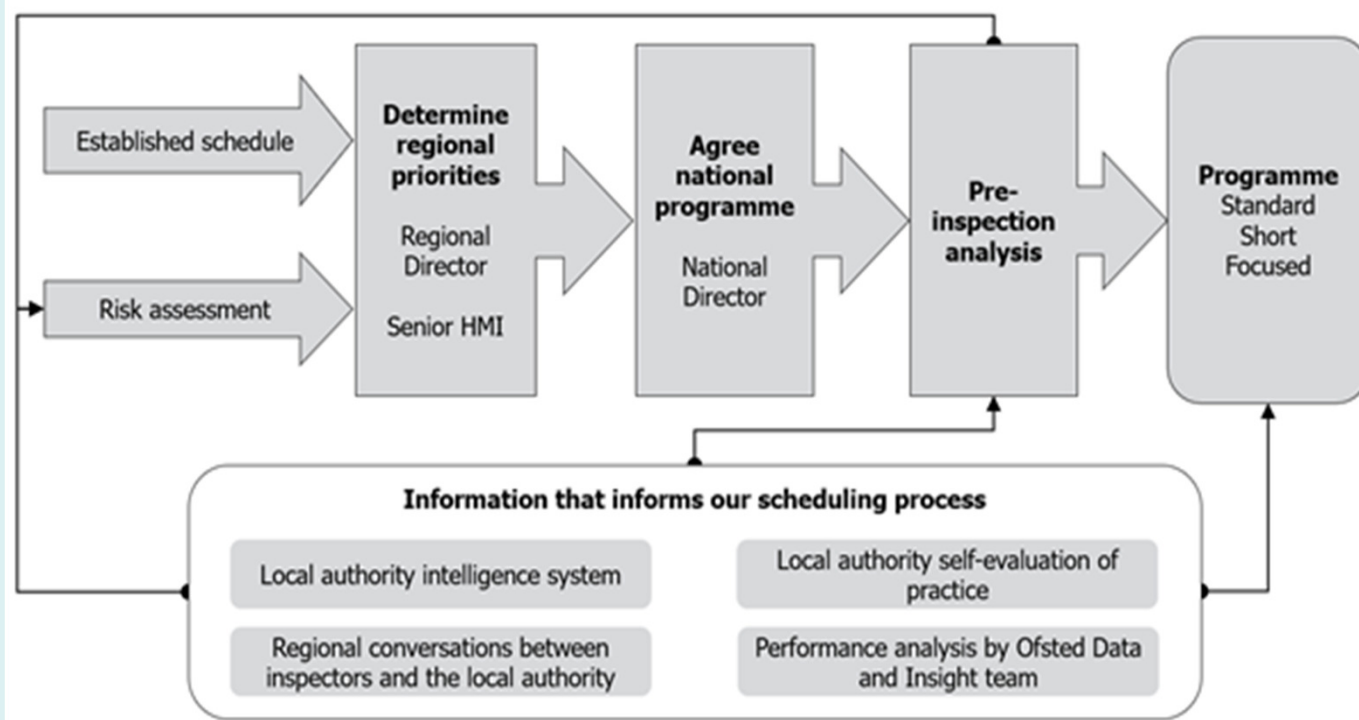 Established schedule
Risk assessment
Determine
regional
priorities
Regional
Director
Senior HMI
Agree
national
programme
National
Director
Pre-
inspection
analysis
Programme
Standard
Short
Focused
Information that informs our scheduling process
Local authority intelligence system
Local authority self-evaluation of
practice
Regional conversations between
inspectors and the local authority
Performance analysis by Ofsted Data
and Insight team